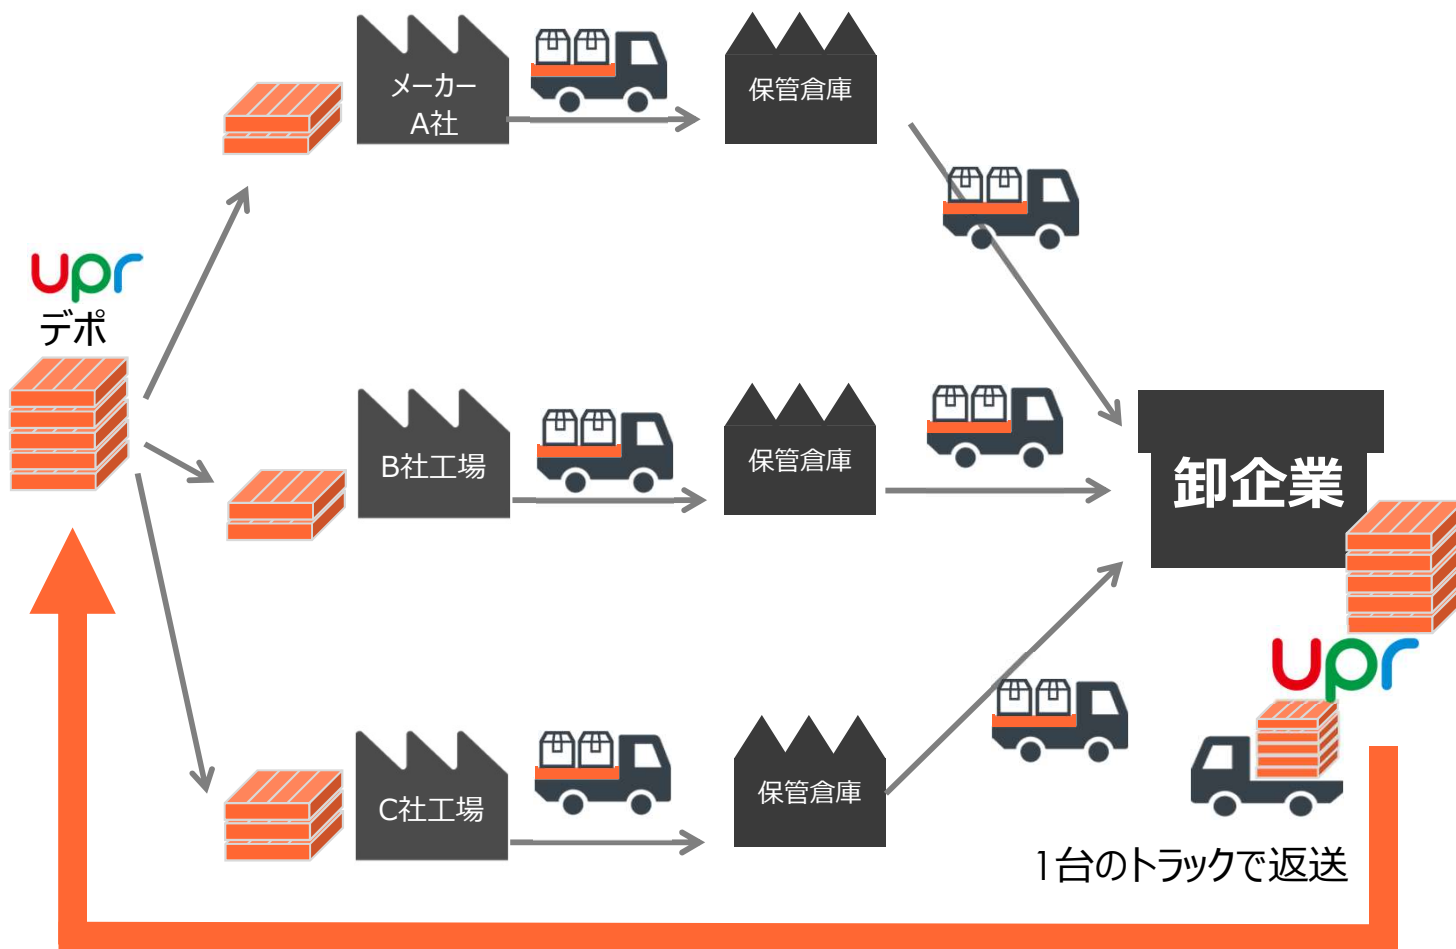 メーカー
A社
保管倉庫
upr
デポ
B社工場
保管倉庫
卸企業
upr
C社工場
保管倉庫
1台のトラックで返送